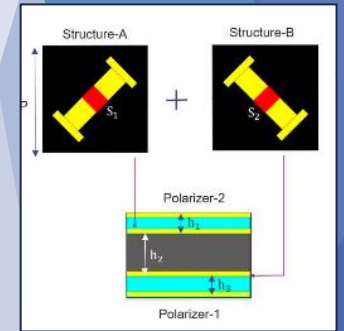 Structure-A Structure-B
S₁ + S₂
Polarizer-2
h₁
h₂
h₃
Polarizer-1